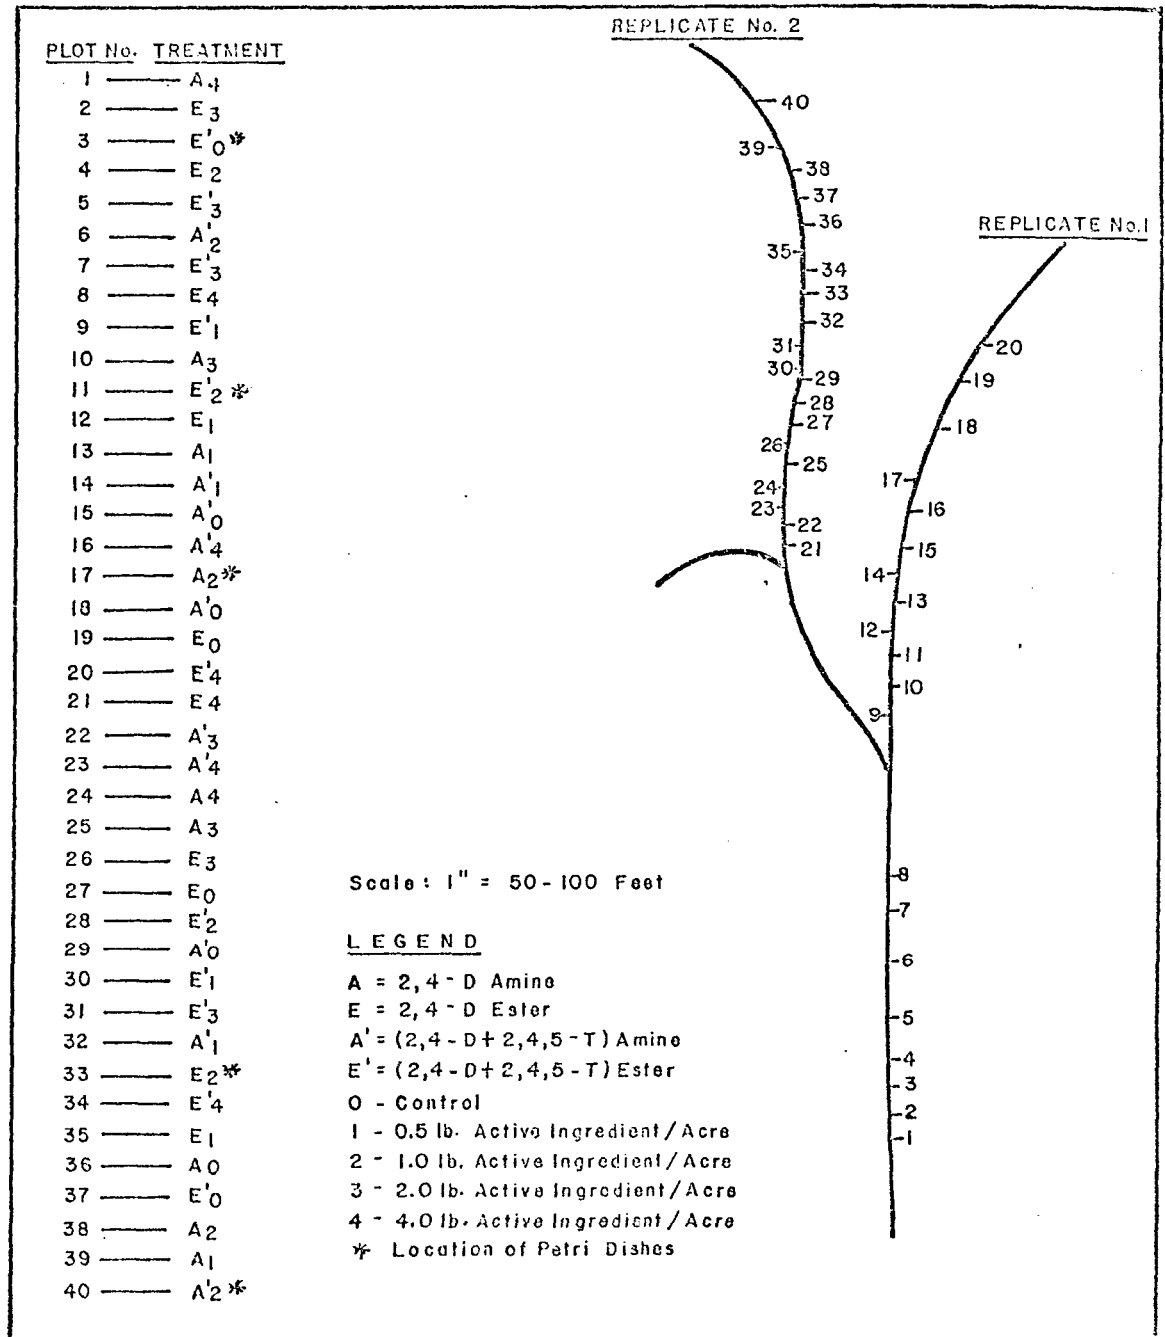 REPLICATE No. 2
PLOT No. TREATMENT
1 —— A4
2 —— E3
3 —— E'0*
4 —— E2
5 —— E'3
6 —— A'2
7 —— E'3
8 —— E4
9 —— E'1
10 —— A3
11 —— E'2*
12 —— E1
13 —— A1
14 —— A'1
15 —— A'0
16 —— A'4
17 —— A2*
18 —— A'0
19 —— E0
20 —— E'4
21 —— E4
22 —— A'3
23 —— A'4
24 —— A4
25 —— A3
26 —— E3
27 —— E0
28 —— E'2
29 —— A'0
30 —— E'1
31 —— E'3
32 —— A'1
33 —— E2*
34 —— E'4
35 —— E1
36 —— A0
37 —— E'0
38 —— A2
39 —— A1
40 —— A'2*
Scale: 1" = 50-100 Feet
LEGEND
A = 2,4-D Amine
E = 2,4-D Ester
A' = (2,4-D+2,4,5-T) Amine
E' = (2,4-D+2,4,5-T) Ester
0 - Control
1 - 0.5 lb. Active Ingredient/Acre
2 - 1.0 lb. Active Ingredient/Acre
3 - 2.0 lb. Active Ingredient/Acre
4 - 4.0 lb. Active Ingredient/Acre
* Location of Petri Dishes
40
39
38
37
36
35
34
33
32
31
30
29
28
27
26
25
24
23
22
21
REPLICATE No. 1
20
19
18
17
16
15
14
13
12
11
10
9
8
7
6
5
4
3
2
1